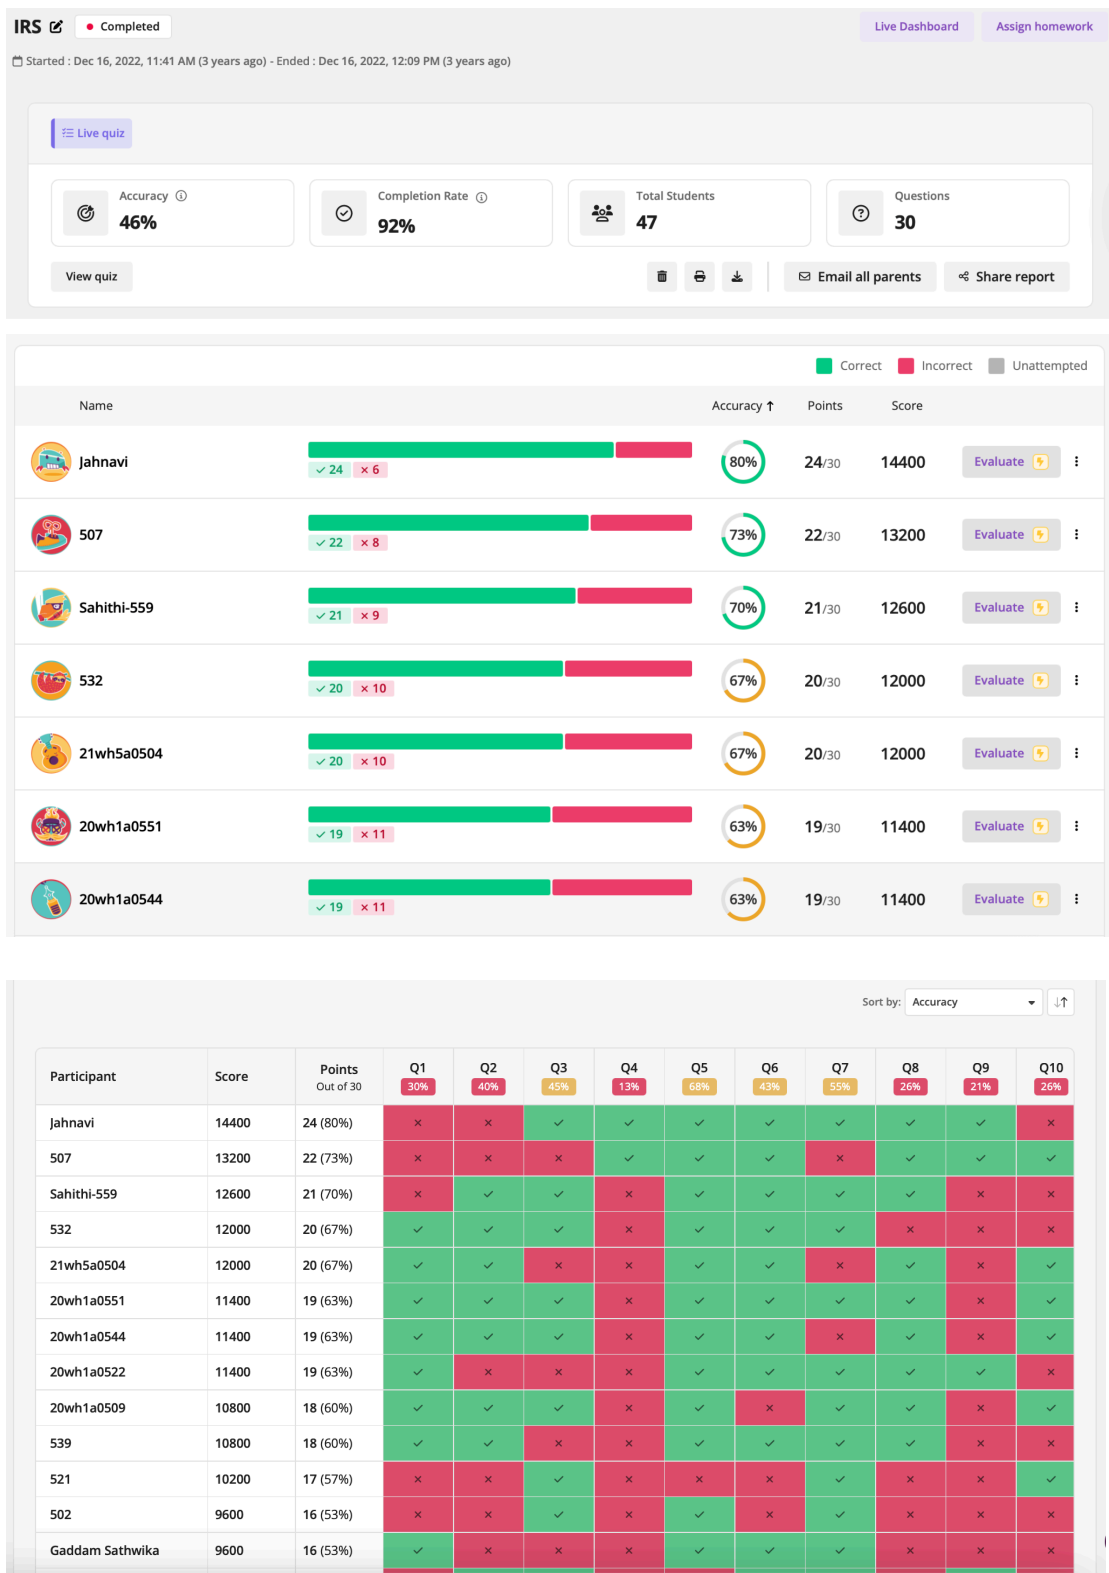 IRS Completed Live Dashboard Assign homework
Started : Dec 16, 2022, 11:41 AM (3 years ago) - Ended : Dec 16, 2022, 12:09 PM (3 years ago)
Live quiz
Accuracy Completion Rate Total Students Questions
46% 92% 47 30
View quiz Email all parents Share report
Correct Incorrect Unattempted
Name Accuracy ↑ Points Score
Jahnavi ✓ 24 × 6 80% 24/30 14400 Evaluate
507 ✓ 22 × 8 73% 22/30 13200 Evaluate
Sahithi-559 ✓ 21 × 9 70% 21/30 12600 Evaluate
532 ✓ 20 × 10 67% 20/30 12000 Evaluate
21wh5a0504 ✓ 20 × 10 67% 20/30 12000 Evaluate
20wh1a0551 ✓ 19 × 11 63% 19/30 11400 Evaluate
20wh1a0544 ✓ 19 × 11 63% 19/30 11400 Evaluate
Sort by: Accuracy
Participant Score Points Q1 Q2 Q3 Q4 Q5 Q6 Q7 Q8 Q9 Q10
Out of 30 30% 40% 45% 13% 68% 43% 55% 26% 21% 26%
Jahnavi 14400 24 (80%) × × ✓ ✓ ✓ ✓ ✓ ✓ ✓ ×
507 13200 22 (73%) × × × ✓ ✓ ✓ × ✓ ✓ ✓
Sahithi-559 12600 21 (70%) × ✓ ✓ × ✓ ✓ ✓ ✓ × ×
532 12000 20 (67%) ✓ ✓ ✓ × ✓ ✓ ✓ × × ×
21wh5a0504 12000 20 (67%) ✓ ✓ × × ✓ ✓ × ✓ × ✓
20wh1a0551 11400 19 (63%) ✓ ✓ ✓ × ✓ ✓ ✓ ✓ × ✓
20wh1a0544 11400 19 (63%) ✓ ✓ ✓ × ✓ ✓ × ✓ × ✓
20wh1a0522 11400 19 (63%) ✓ × × × ✓ ✓ ✓ ✓ ✓ ×
20wh1a0509 10800 18 (60%) ✓ ✓ ✓ × ✓ × ✓ ✓ × ✓
539 10800 18 (60%) ✓ ✓ × × ✓ ✓ ✓ ✓ × ×
521 10200 17 (57%) × × ✓ × × × ✓ × × ✓
502 9600 16 (53%) × × ✓ × ✓ × ✓ × × ×
Gaddam Sathwika 9600 16 (53%) ✓ × × × ✓ ✓ ✓ × × ×